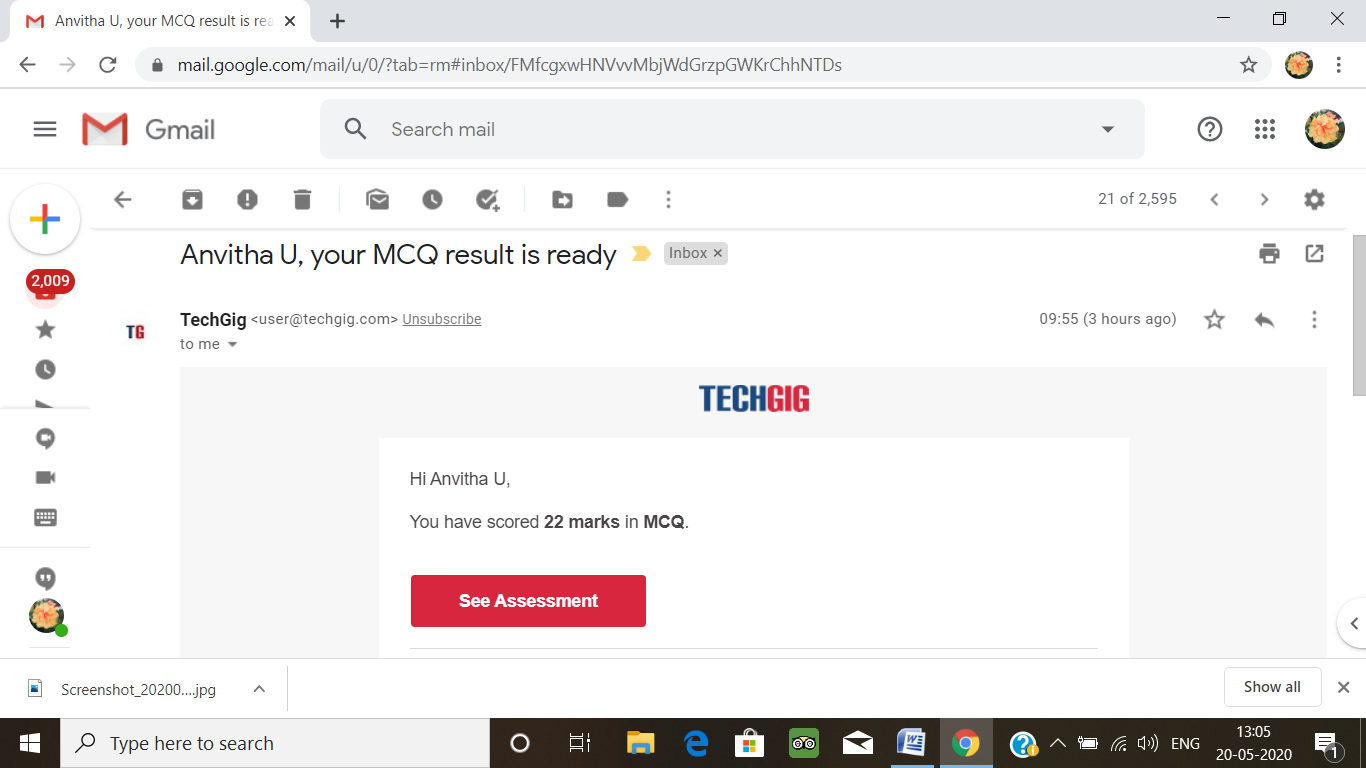 Anvitha U, your MCQ result is rea
mail.google.com/mail/u/0/?tab=rm#inbox/FMfcgxwHNVvvMbjWdGrzpGWKrChhNTDs
Gmail
Search mail
21 of 2,595
Anvitha U, your MCQ result is ready
Inbox ×
2,009
TG
TechGig <user@techgig.com> Unsubscribe
09:55 (3 hours ago)
to me
TECHGIG
Hi Anvitha U,
You have scored 22 marks in MCQ.
See Assessment
Screenshot_20200....jpg
Show all
Type here to search
ENG
13:05
20-05-2020
1